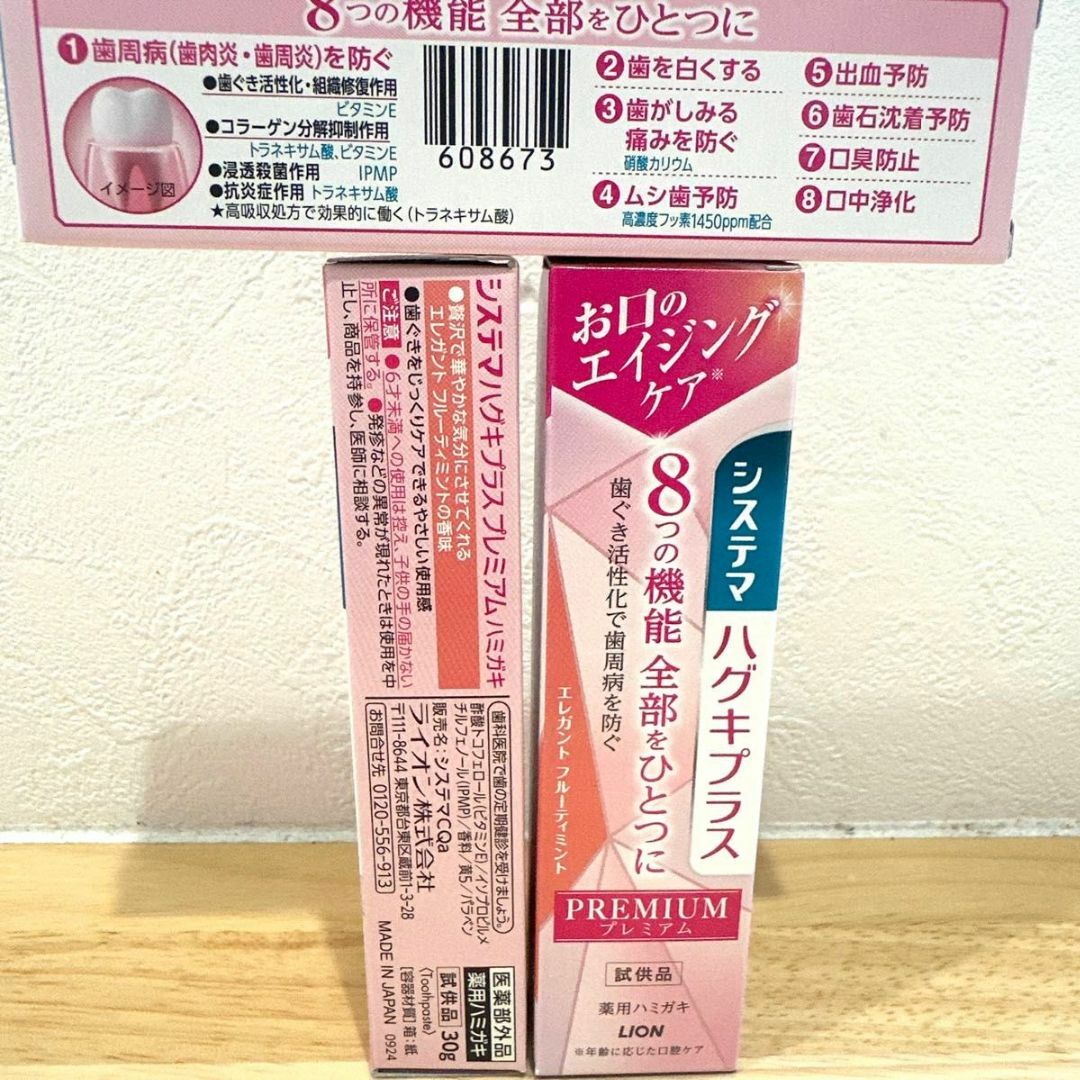 8つの機能 全部をひとつに
①歯周病(歯肉炎・歯周炎)を防ぐ
●歯ぐき活性化・組織修復作用
ビタミンE
●コラーゲン分解抑制作用
トラネキサム酸、ビタミンE
●浸透殺菌作用 IPMP
●抗炎症作用 トラネキサム酸
★高吸収処方で効果的に働く(トラネキサム酸)
イメージ図
608673
②歯を白くする
③歯がしみる
痛みを防ぐ
硝酸カリウム
④ムシ歯予防
高濃度フッ素1450ppm配合
⑤出血予防
⑥歯石沈着予防
⑦口臭防止
⑧口中浄化
システマハグキプラス プレミアムハミガキ
●贅沢で華やかな気分にさせてくれる
エレガント フルーティミントの香味
●歯ぐきをじっくりケアできるやさしい使用感
ご注意 ●6才未満への使用は控え、子供の手の届かない
所に保管する。●発疹などの異常が現れたときは使用を中
止し、商品を持参し、医師に相談する。
歯科医院で歯の定期健診を受けましょう。
酢酸トコフェロール(ビタミンE)/イソプロピルメ
チルフェノール(IPMP)/香料/黄5/パラベン
販売名:システマCQa
ライオン株式会社
〒111-8644 東京都台東区蔵前1-3-28
お問合せ先 0120-556-913
MADE IN JAPAN 0924
医薬部外品
薬用ハミガキ
試供品 30g
〈Toothpaste〉
[容器材質]箱:紙
お口の
エイジング
ケア※
システマ
ハグキプラス
8つの機能 全部をひとつに
歯ぐき活性化で歯周病を防ぐ
エレガント フルーティミント
PREMIUM
プレミアム
試供品
薬用ハミガキ
LION
※年齢に応じた口腔ケア